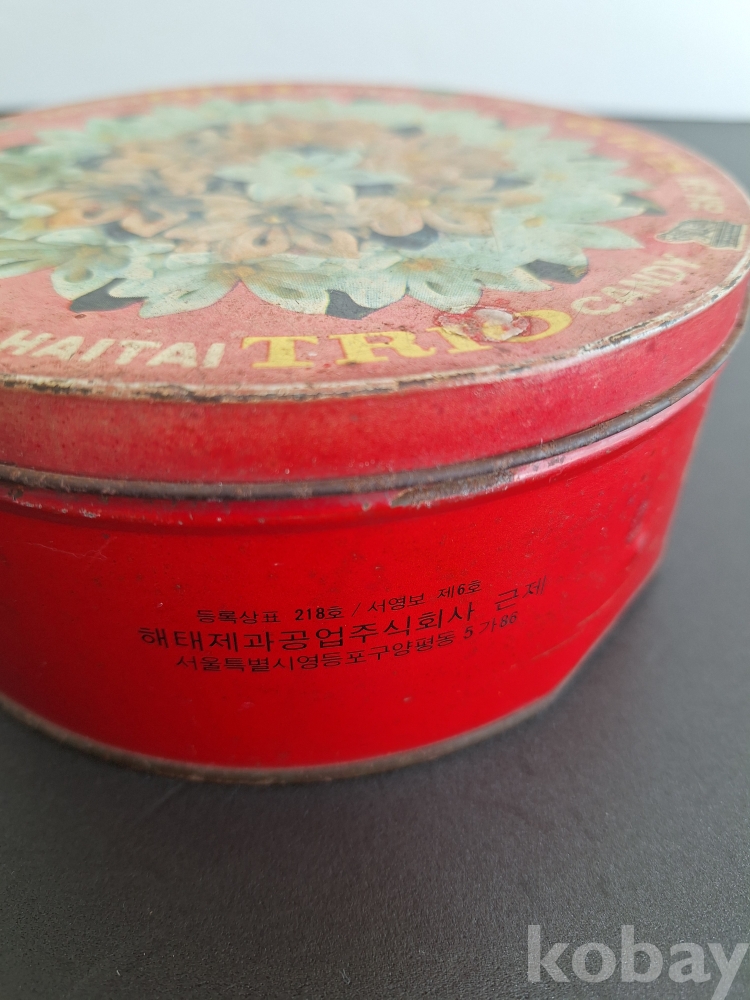 HAITAI TRIO CANDY
등록상표 218호 / 서영보 제6호
해태제과공업주식회사 근제
서울특별시영등포구양평동 5가86
kobay